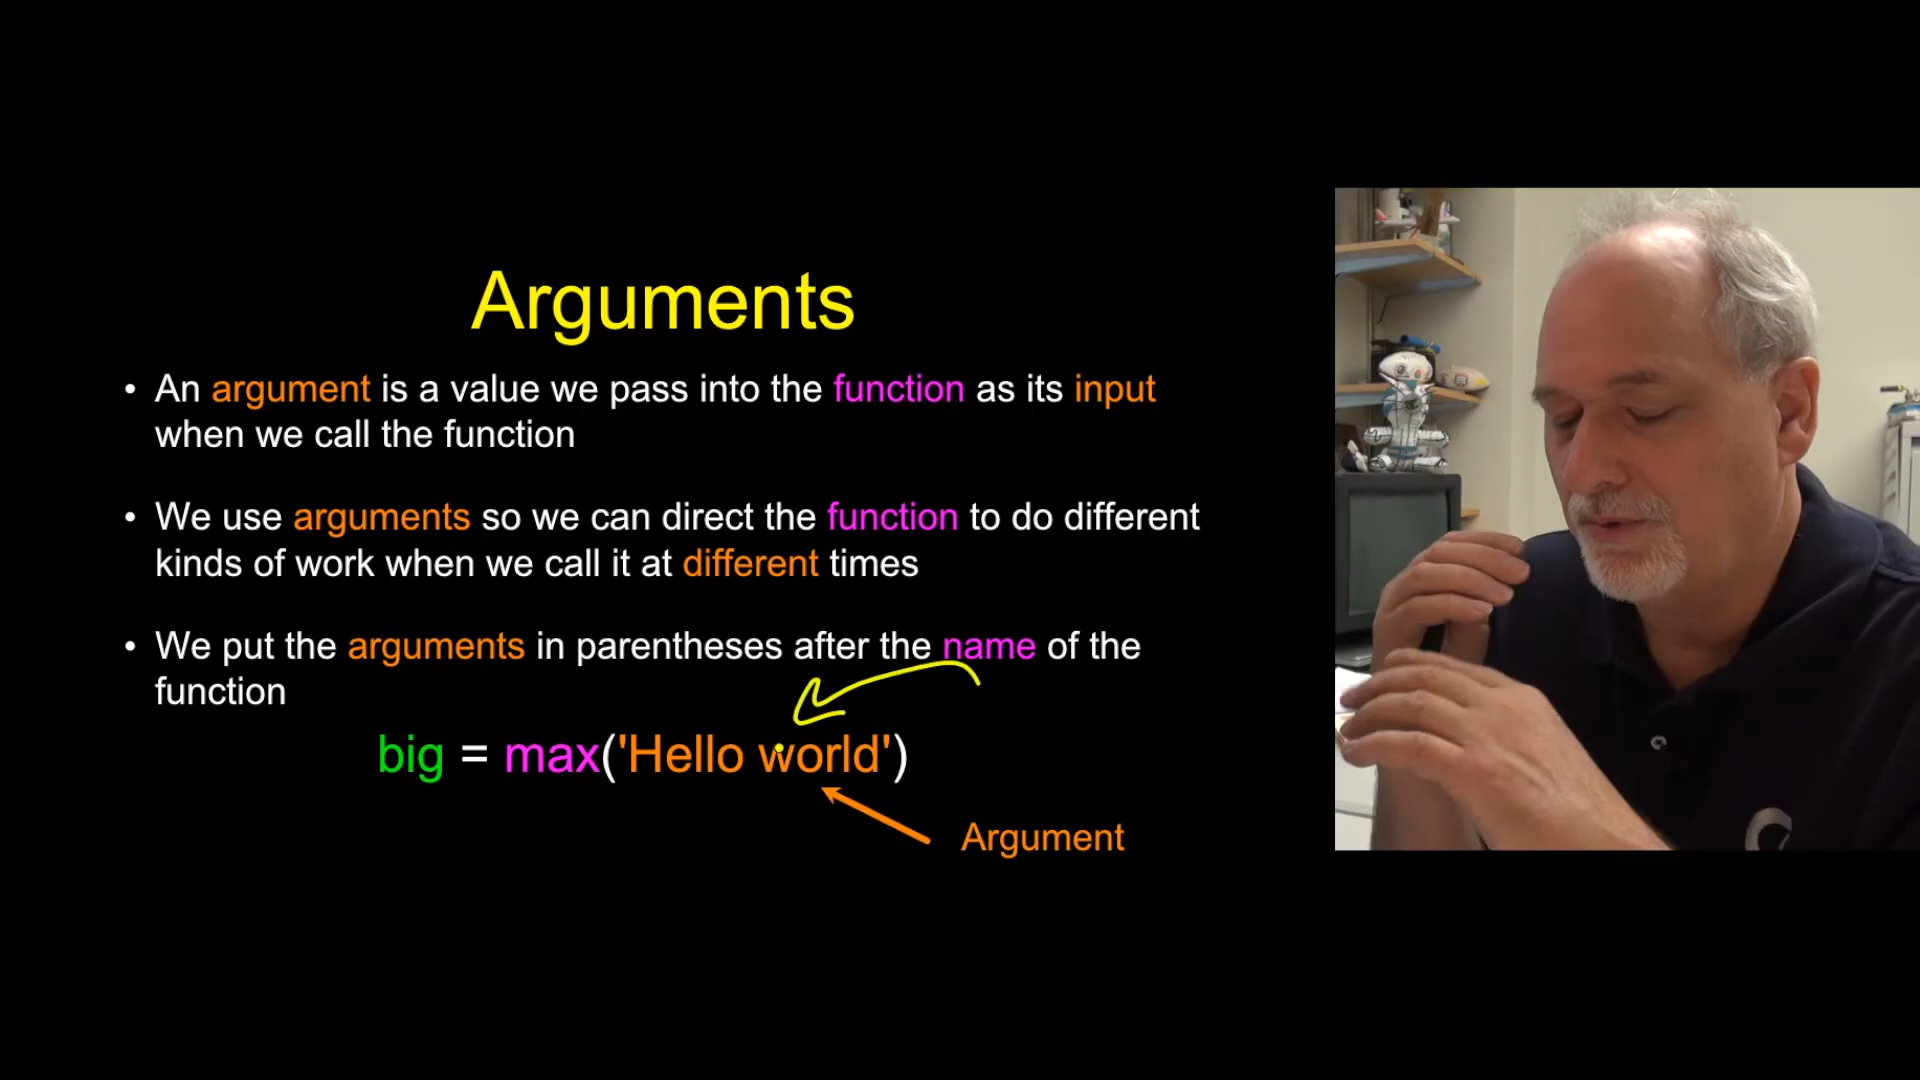 Arguments
• An argument is a value we pass into the function as its input
when we call the function
• We use arguments so we can direct the function to do different
kinds of work when we call it at different times
• We put the arguments in parentheses after the name of the
function
big = max('Hello world')
Argument